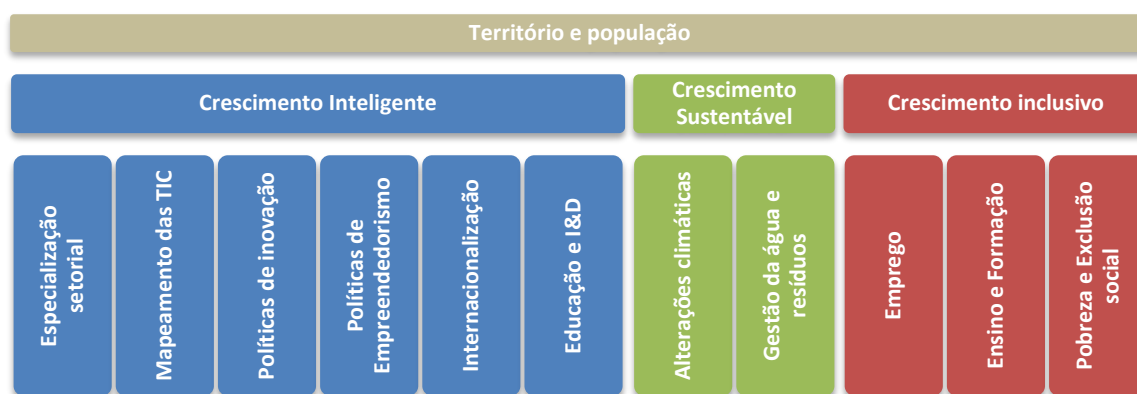 Território e população
Crescimento Inteligente
Crescimento
Sustentável
Crescimento inclusivo
Especialização
setorial
Mapeamento das TIC
Políticas de inovação
Políticas de
Empreendedorismo
Internacionalização
Educação e I&D
Alterações climáticas
Gestão da água e
resíduos
Emprego
Ensino e Formação
Pobreza e Exclusão
social